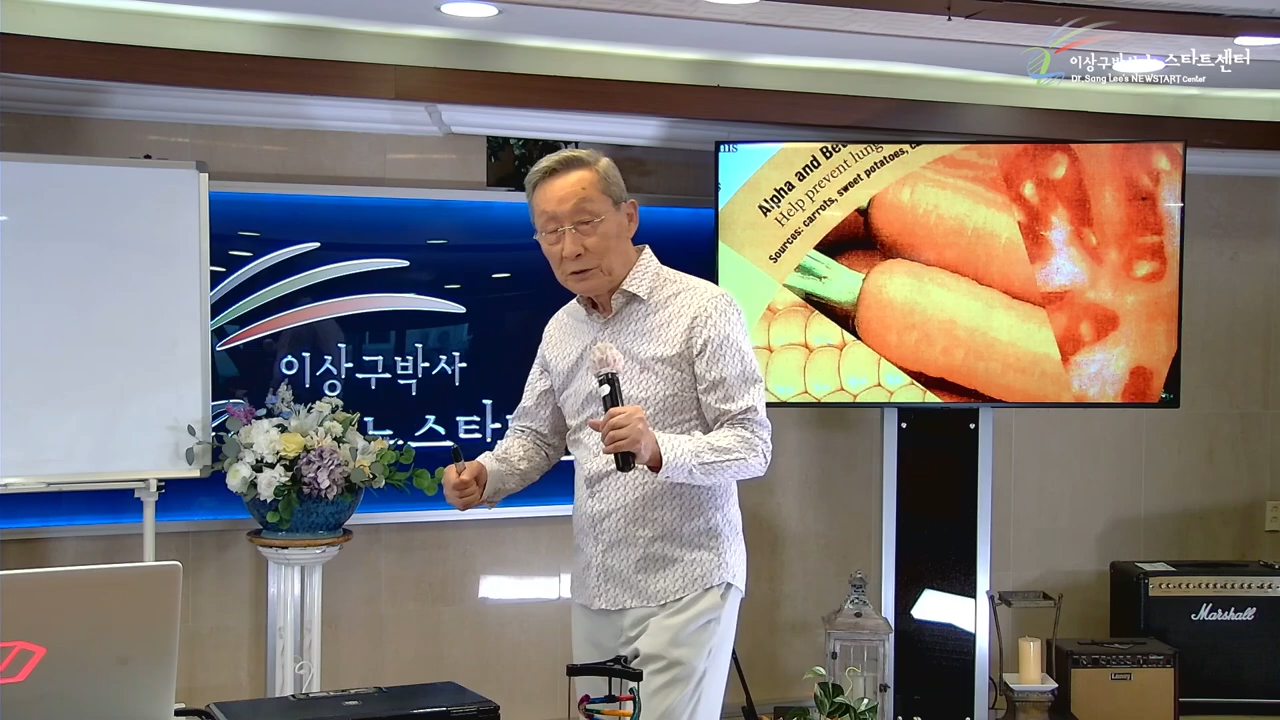 이상구박사 뉴스타트센터
Dr. Sang Lee's NEWSTART Center
Alpha and
Help prevent lung
Sources: carrots, sweet potatoes,
이상구박사
스타
Marshall
Laney